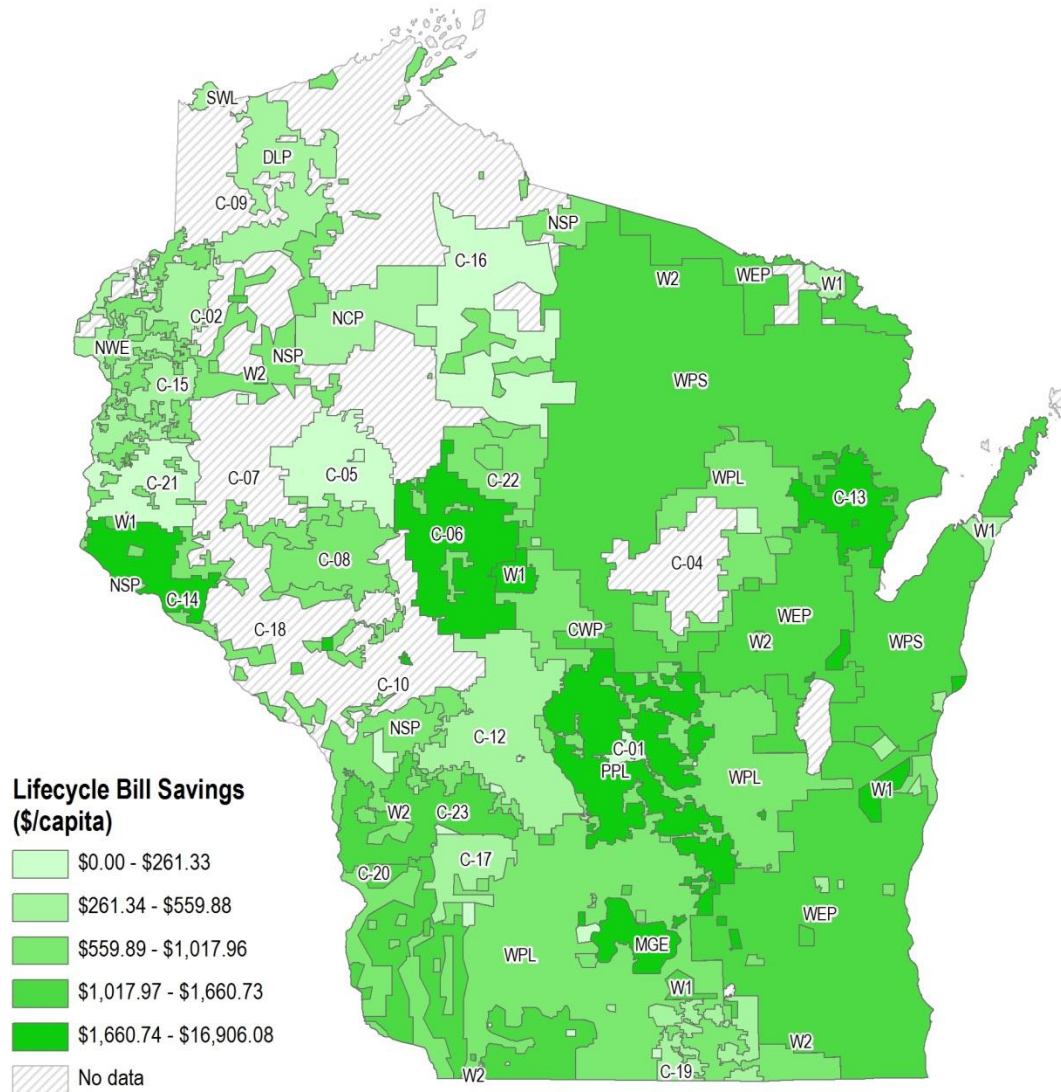 SWL
DLP
C-09
NSP
C-16
W2
WEP
W1
C-02
NCP
NWE
NSP
W2
C-15
WPS
C-21
C-07
C-05
C-22
WPL
C-13
W1
C-06
W1
C-08
W1
C-04
NSP
C-14
C-18
CWP
WEP
W2
WPS
C-10
NSP
C-12
C-01
PPL
WPL
W1
W2
C-23
C-17
C-20
WEP
WPL
MGE
W1
W2
C-19
W2
Lifecycle Bill Savings
($/capita)
$0.00 - $261.33
$261.34 - $559.88
$559.89 - $1,017.96
$1,017.97 - $1,660.73
$1,660.74 - $16,906.08
No data